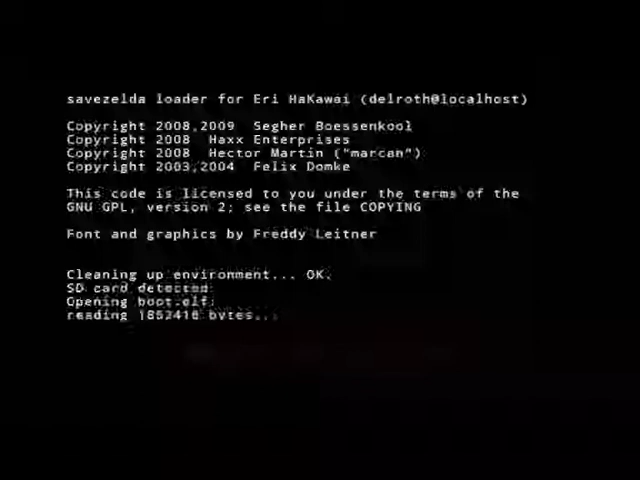 savezelda loader for Eri HaKawai (delroth@localhost)
Copyright 2008,2009 Segher Boessenkool
Copyright 2008 Haxx Enterprises
Copyright 2008 Hector Martin ("marcan")
Copyright 2003,2004 Felix Domke
This code is licensed to you under the terms of the
GNU GPL, version 2; see the file COPYING
Font and graphics by Freddy Leitner
Cleaning up environment... OK.
SD card detected
Opening boot.elf:
reading 1852416 bytes...